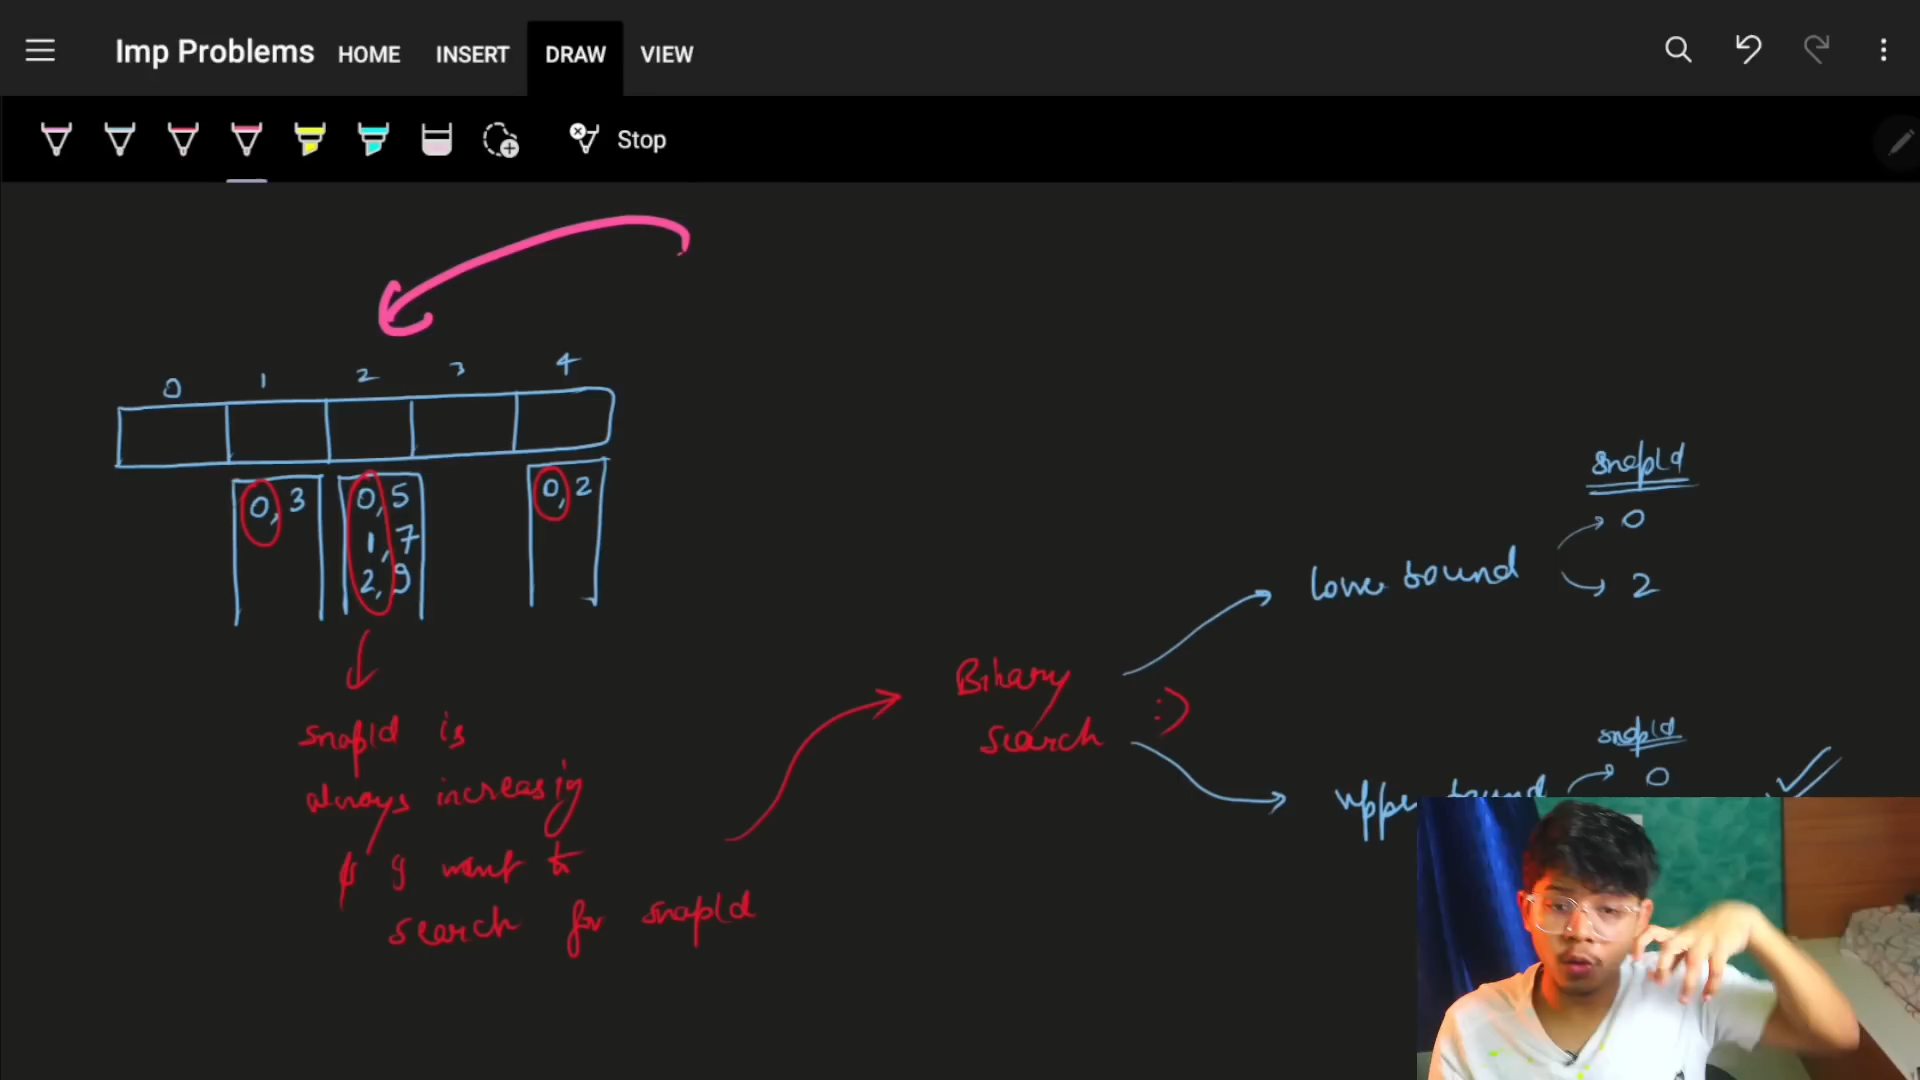 Imp Problems HOME INSERT DRAW VIEW
Stop
0 1 2 3 4
0,3 0,5 0,2
1,7
2,9
snapId is
always increasing
& I want to
search for snapId
Binary
search :)
lower bound
snapId
0
2
upper bound
snapId
0